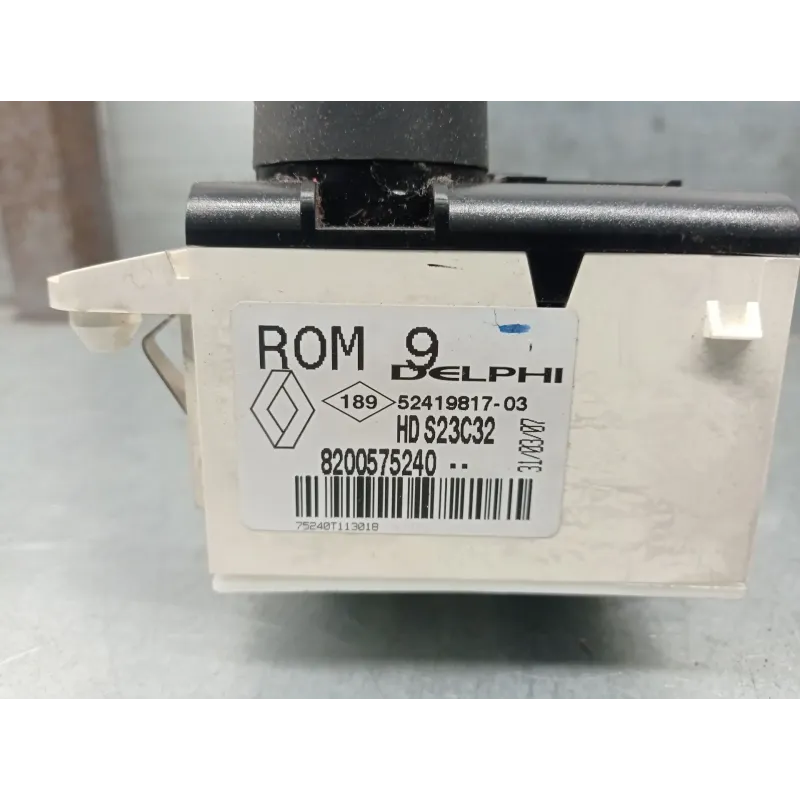 ROM 9
DELPHI
189 52419817-03
HD S23C32
8200575240 --
31/03/07
75240T113018